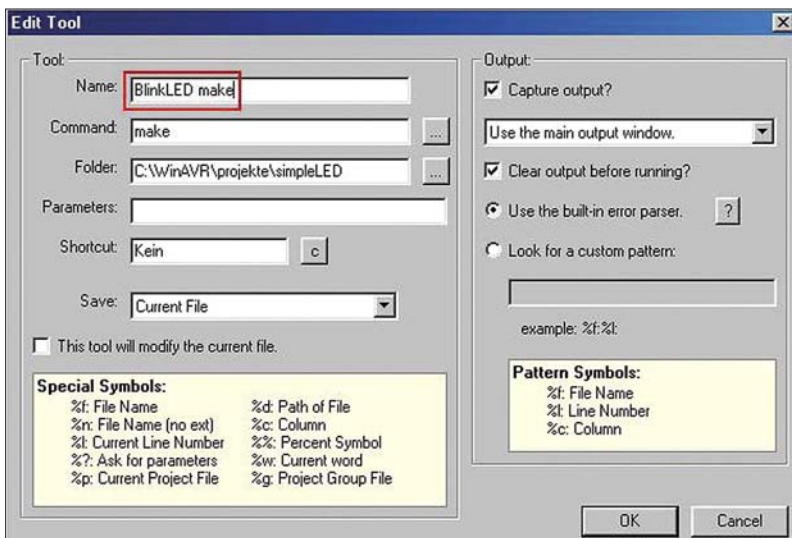 Edit Tool
Tool:
Name: BlinkLED make
Command: make ...
Folder: C:\WinAVR\projekte\simpleLED ...
Parameters:
Shortcut: Kein c
Save: Current File
This tool will modify the current file.
Special Symbols:
%f: File Name %d: Path of File
%n: File Name (no ext) %c: Column
%l: Current Line Number %%: Percent Symbol
%?: Ask for parameters %w: Current word
%p: Current Project File %g: Project Group File
Output:
Capture output?
Use the main output window.
Clear output before running?
Use the built-in error parser. ?
Look for a custom pattern:
example: %f:%l:
Pattern Symbols:
%f: File Name
%l: Line Number
%c: Column
OK Cancel